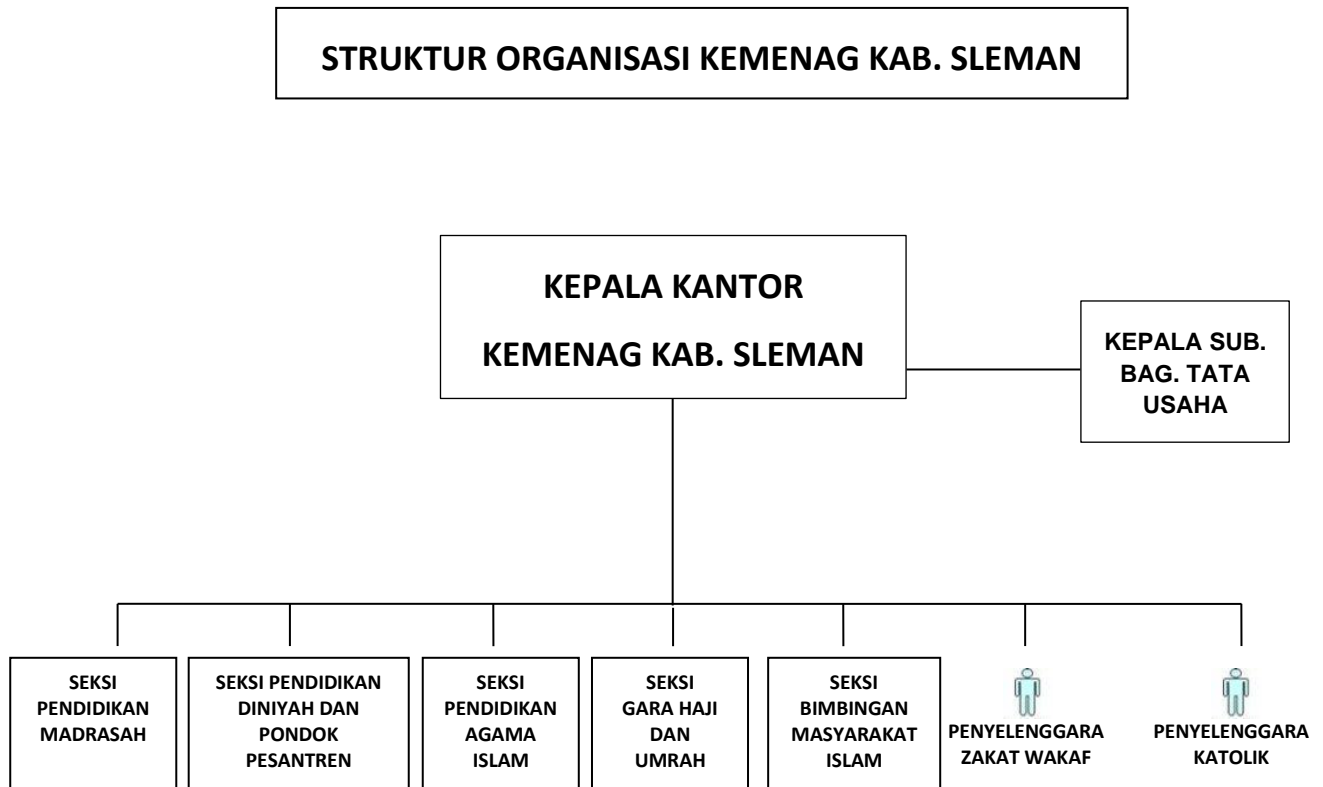 STRUKTUR ORGANISASI KEMENAG KAB. SLEMAN
KEPALA KANTOR
KEMENAG KAB. SLEMAN
KEPALA SUB.
BAG. TATA
USAHA
SEKSI
PENDIDIKAN
MADRASAH
SEKSI PENDIDIKAN
DINIYAH DAN
PONDOK
PESANTREN
SEKSI
PENDIDIKAN
AGAMA
ISLAM
SEKSI
GARA HAJI
DAN
UMRAH
SEKSI
BIMBINGAN
MASYARAKAT
ISLAM
PENYELENGGARA
ZAKAT WAKAF
PENYELENGGARA
KATOLIK